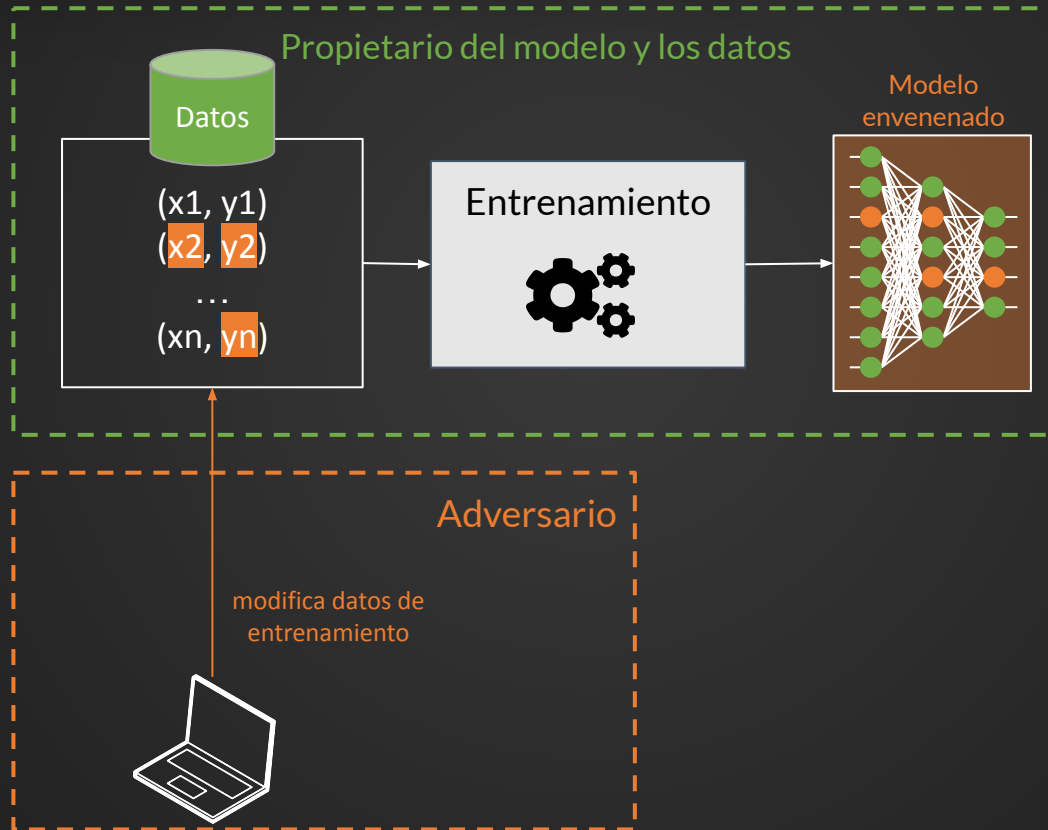 Propietario del modelo y los datos
Datos
(x1, y1)
(x2, y2)
...
(xn, yn)
Entrenamiento
Modelo
envenenado
Adversario
modifica datos de
entrenamiento